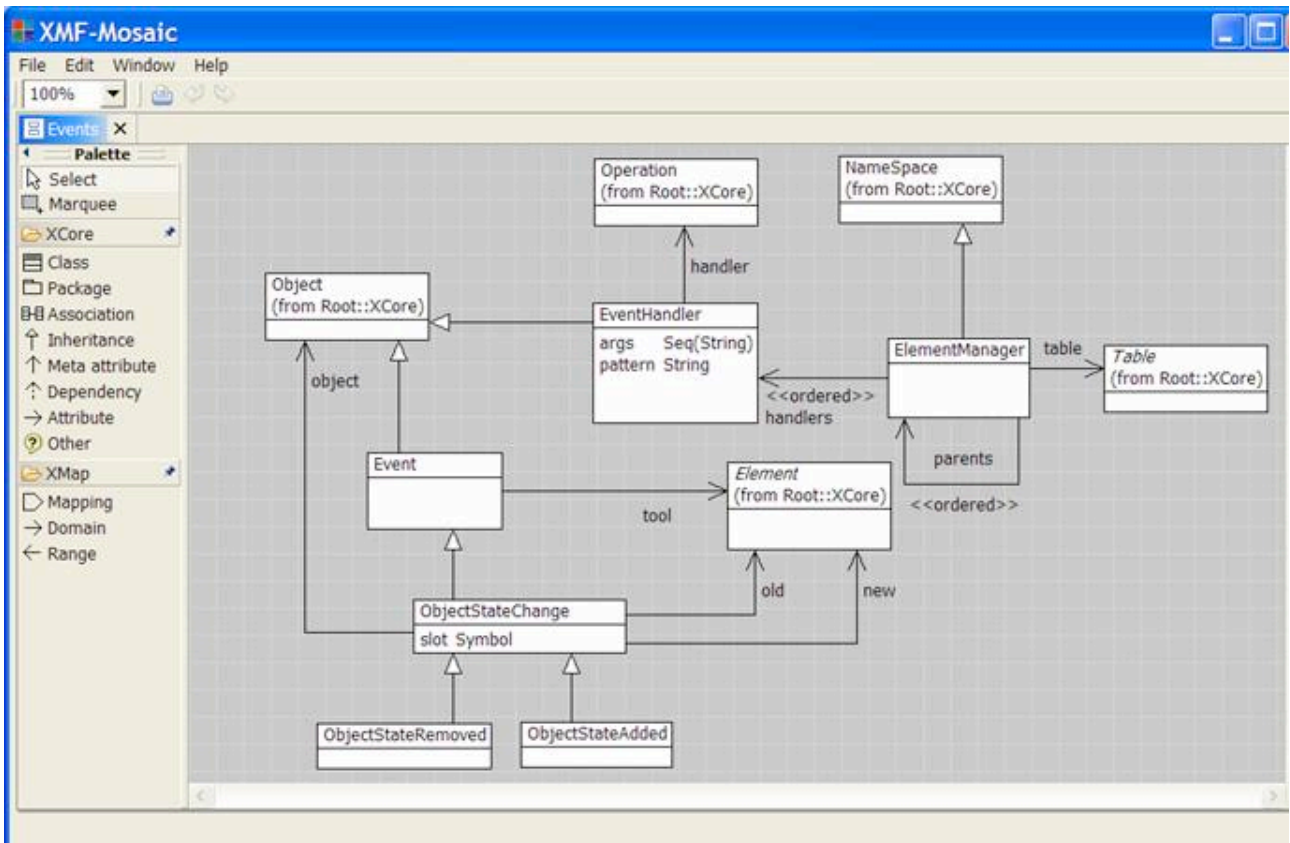 XMF-Mosaic
File Edit Window Help
100%
Events
Palette
Select
Marquee
XCore
Class
Package
Association
Inheritance
Meta attribute
Dependency
Attribute
Other
XMap
Mapping
Domain
Range
Operation
(from Root::XCore)
NameSpace
(from Root::XCore)
handler
Object
(from Root::XCore)
EventHandler
args Seq(String)
pattern String
ElementManager
table
Table
(from Root::XCore)
object
<<ordered>>
handlers
parents
<<ordered>>
Event
tool
Element
(from Root::XCore)
old
new
ObjectStateChange
slot Symbol
ObjectStateRemoved
ObjectStateAdded